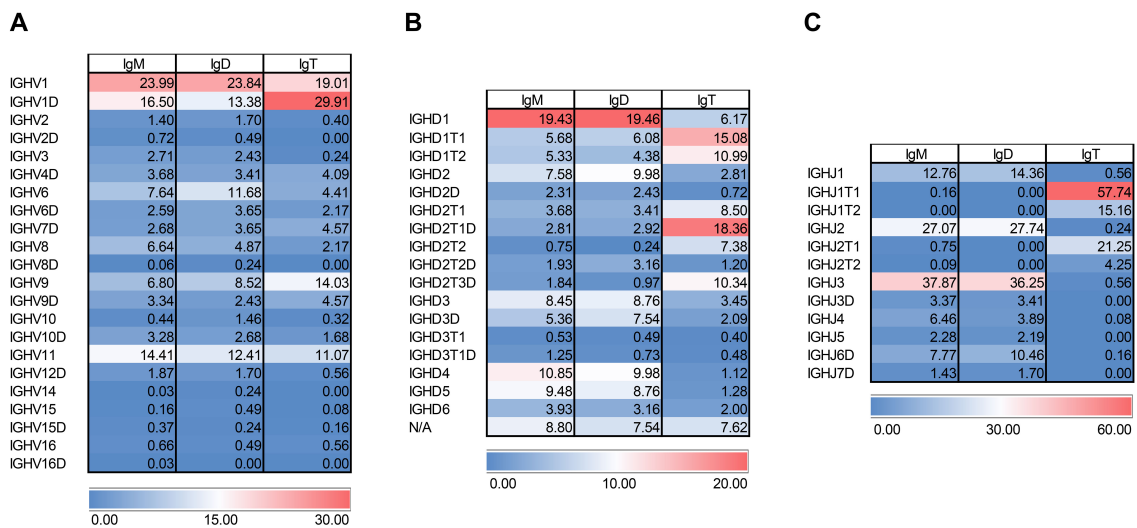 A
IgM IgD IgT
IGHV1 23.99 23.84 19.01
IGHV1D 16.50 13.38 29.91
IGHV2 1.40 1.70 0.40
IGHV2D 0.72 0.49 0.00
IGHV3 2.71 2.43 0.24
IGHV4D 3.68 3.41 4.09
IGHV6 7.64 11.68 4.41
IGHV6D 2.59 3.65 2.17
IGHV7D 2.68 3.65 4.57
IGHV8 6.64 4.87 2.17
IGHV8D 0.06 0.24 0.00
IGHV9 6.80 8.52 14.03
IGHV9D 3.34 2.43 4.57
IGHV10 0.44 1.46 0.32
IGHV10D 3.28 2.68 1.68
IGHV11 14.41 12.41 11.07
IGHV12D 1.87 1.70 0.56
IGHV14 0.03 0.24 0.00
IGHV15 0.16 0.49 0.08
IGHV15D 0.37 0.24 0.16
IGHV16 0.66 0.49 0.56
IGHV16D 0.03 0.00 0.00
0.00 15.00 30.00
B
IgM IgD IgT
IGHD1 19.43 19.46 6.17
IGHD1T1 5.68 6.08 15.08
IGHD1T2 5.33 4.38 10.99
IGHD2 7.58 9.98 2.81
IGHD2D 2.31 2.43 0.72
IGHD2T1 3.68 3.41 8.50
IGHD2T1D 2.81 2.92 18.36
IGHD2T2 0.75 0.24 7.38
IGHD2T2D 1.93 3.16 1.20
IGHD2T3D 1.84 0.97 10.34
IGHD3 8.45 8.76 3.45
IGHD3D 5.36 7.54 2.09
IGHD3T1 0.53 0.49 0.40
IGHD3T1D 1.25 0.73 0.48
IGHD4 10.85 9.98 1.12
IGHD5 9.48 8.76 1.28
IGHD6 3.93 3.16 2.00
N/A 8.80 7.54 7.62
0.00 10.00 20.00
C
IgM IgD IgT
IGHJ1 12.76 14.36 0.56
IGHJ1T1 0.16 0.00 57.74
IGHJ1T2 0.00 0.00 15.16
IGHJ2 27.07 27.74 0.24
IGHJ2T1 0.75 0.00 21.25
IGHJ2T2 0.09 0.00 4.25
IGHJ3 37.87 36.25 0.56
IGHJ3D 3.37 3.41 0.00
IGHJ4 6.46 3.89 0.08
IGHJ5 2.28 2.19 0.00
IGHJ6D 7.77 10.46 0.16
IGHJ7D 1.43 1.70 0.00
0.00 30.00 60.00